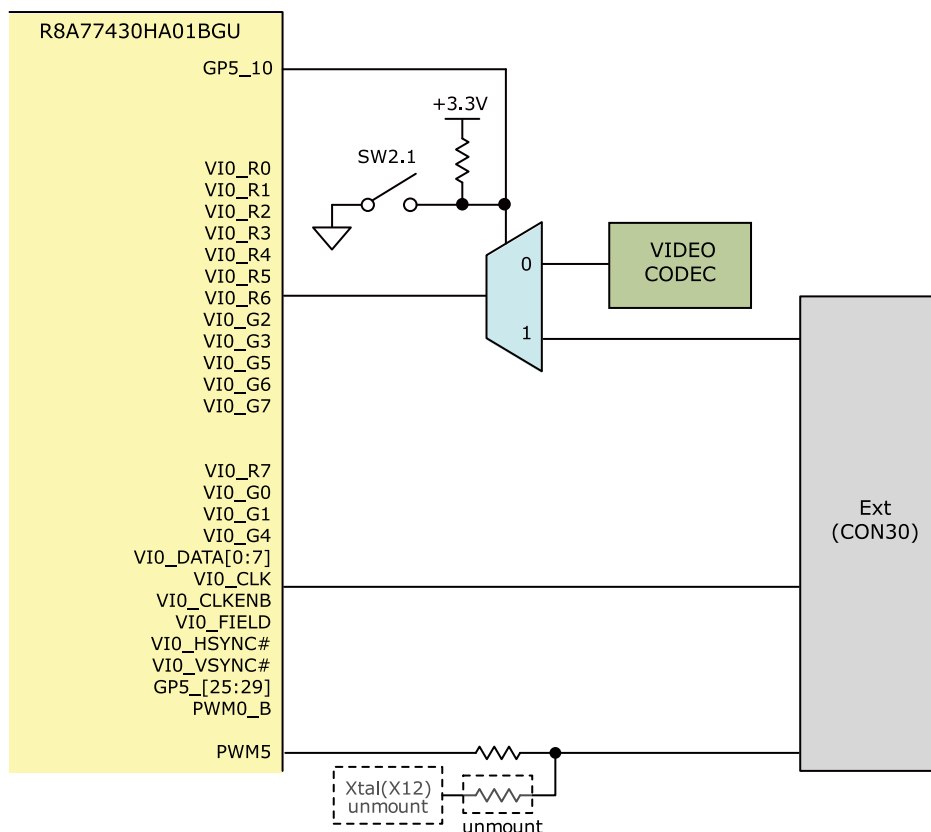 R8A77430HA01BGU
GP5_10
+3.3V
SW2.1
VI0_R0
VI0_R1
VI0_R2
VI0_R3
VI0_R4
VI0_R5
VI0_R6
VI0_G2
VI0_G3
VI0_G5
VI0_G6
VI0_G7
0
1
VIDEO
CODEC
VI0_R7
VI0_G0
VI0_G1
VI0_G4
VI0_DATA[0:7]
VI0_CLK
VI0_CLKENB
VI0_FIELD
VI0_HSYNC#
VI0_VSYNC#
GP5_[25:29]
PWM0_B
Ext
(CON30)
PWM5
Xtal(X12)
unmount
unmount